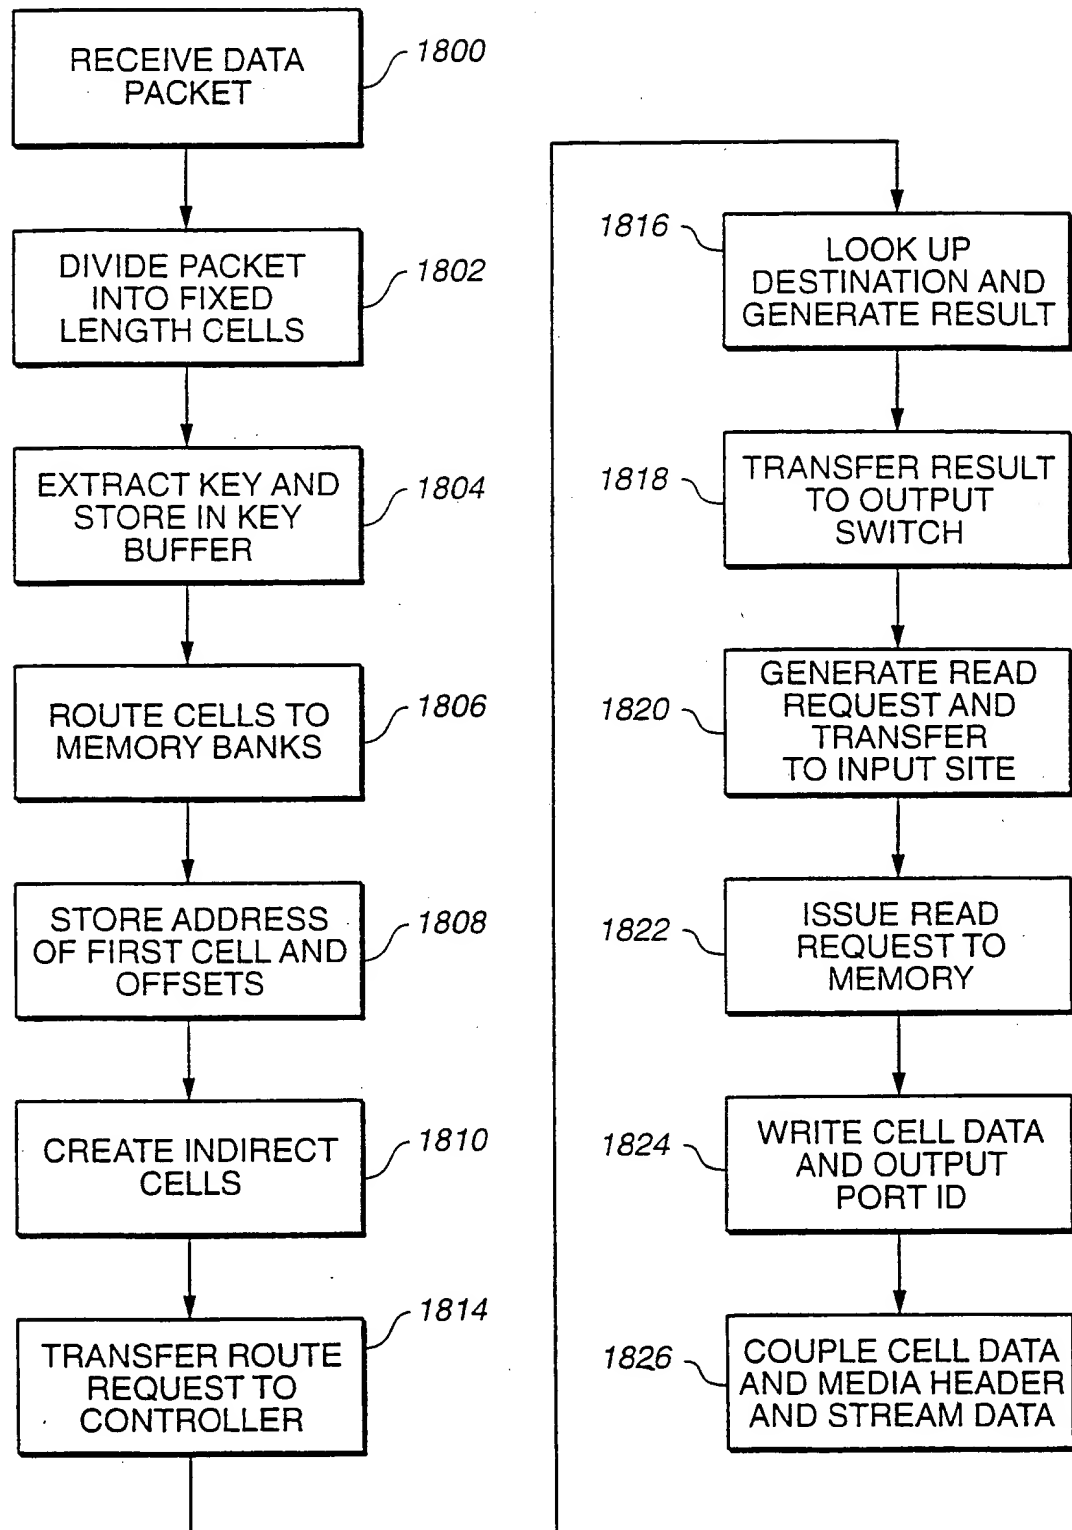 RECEIVE DATA
PACKET
1800
DIVIDE PACKET
INTO FIXED
LENGTH CELLS
1802
EXTRACT KEY AND
STORE IN KEY
BUFFER
1804
ROUTE CELLS TO
MEMORY BANKS
1806
STORE ADDRESS
OF FIRST CELL AND
OFFSETS
1808
CREATE INDIRECT
CELLS
1810
TRANSFER ROUTE
REQUEST TO
CONTROLLER
1814
1816
LOOK UP
DESTINATION AND
GENERATE RESULT
1818
TRANSFER RESULT
TO OUTPUT
SWITCH
1820
GENERATE READ
REQUEST AND
TRANSFER
TO INPUT SITE
1822
ISSUE READ
REQUEST TO
MEMORY
1824
WRITE CELL DATA
AND OUTPUT
PORT ID
1826
COUPLE CELL DATA
AND MEDIA HEADER
AND STREAM DATA